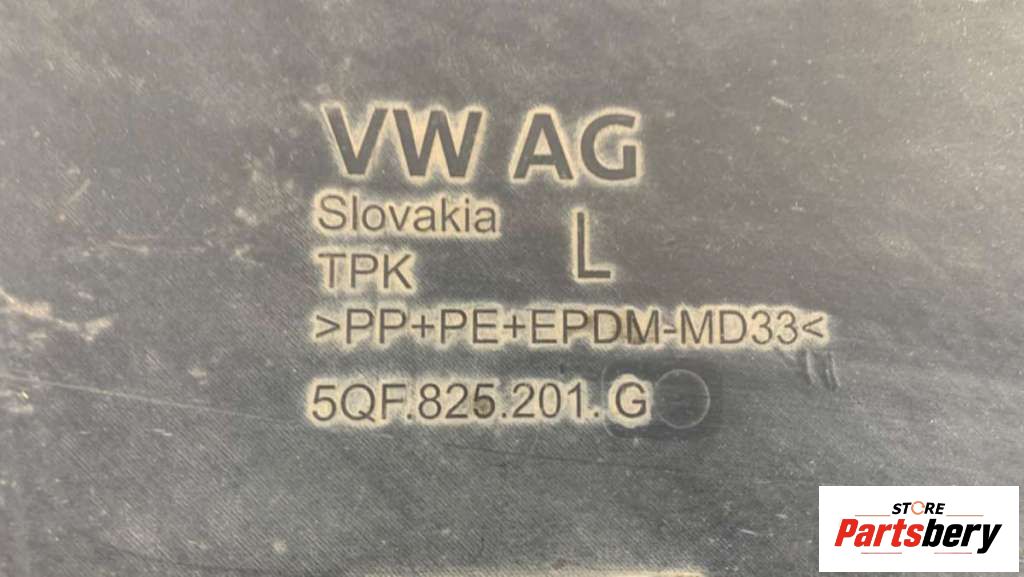 VW AG
Slovakia
L
TPK
>PP+PE+EPDM-MD33<
5QF.825.201. G
STORE
Partsbery